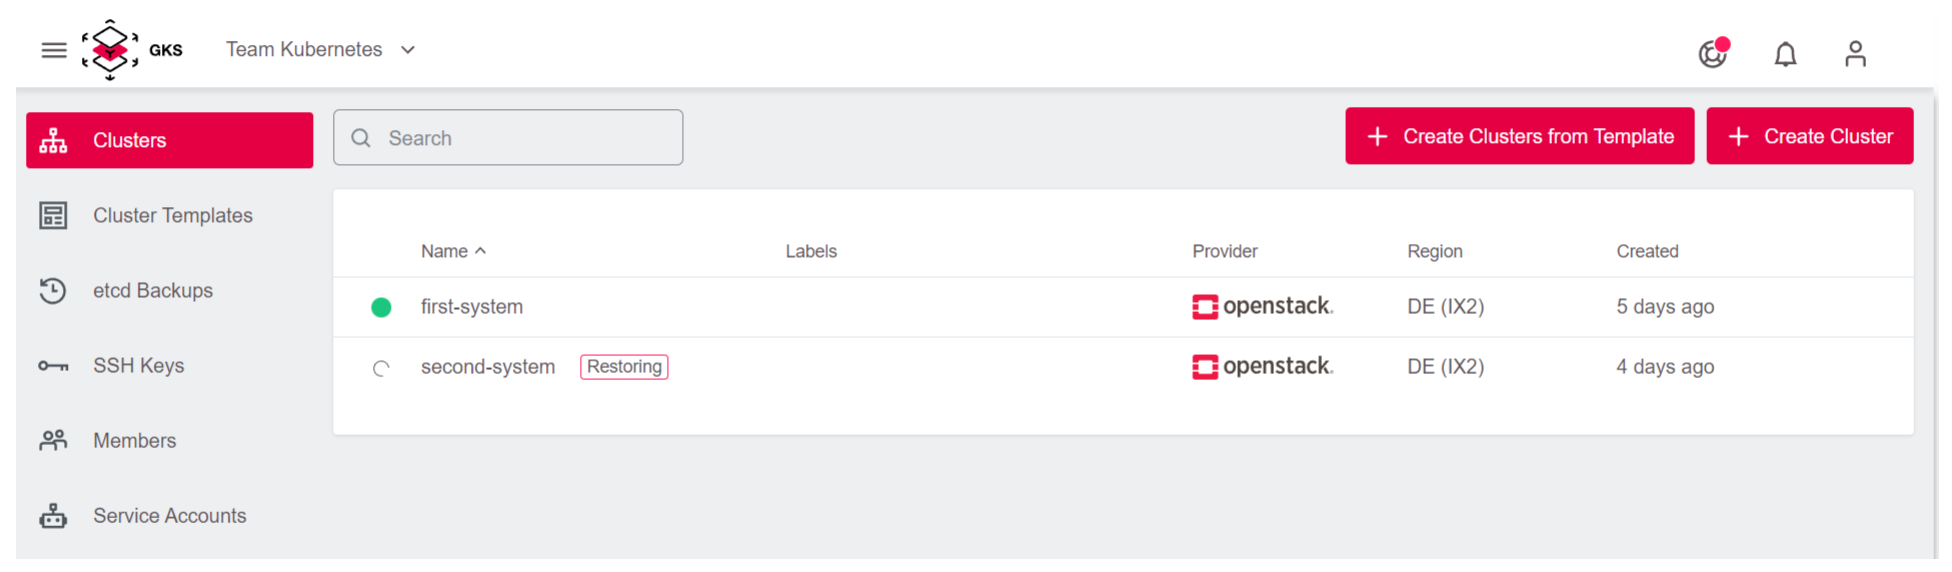 GKS Team Kubernetes
Clusters
Search
Create Clusters from Template
Create Cluster
Cluster Templates
etcd Backups
SSH Keys
Members
Service Accounts
Name Labels Provider Region Created
first-system openstack. DE (IX2) 5 days ago
second-system Restoring openstack. DE (IX2) 4 days ago